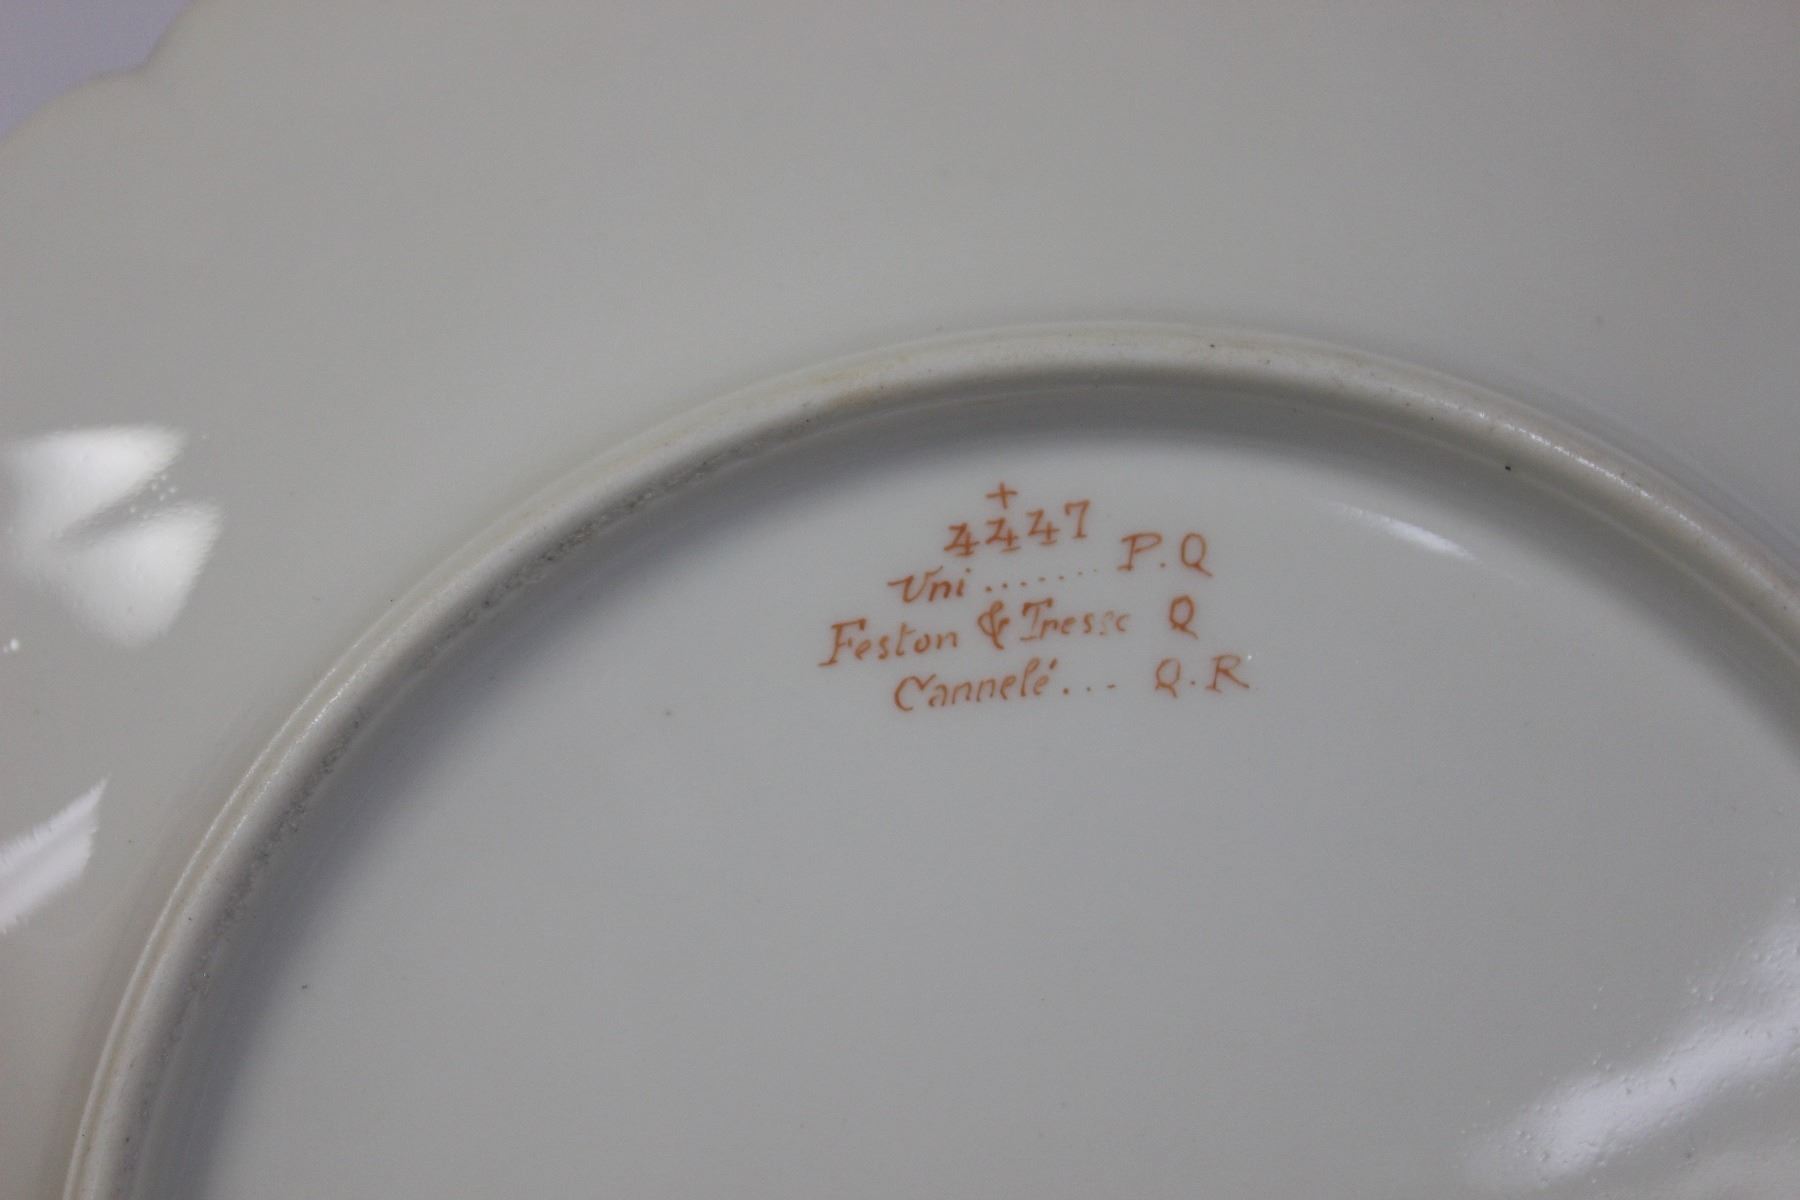 +
4447
Uni ....... P.Q
Feston & Tresse Q
Cannelé... Q.R